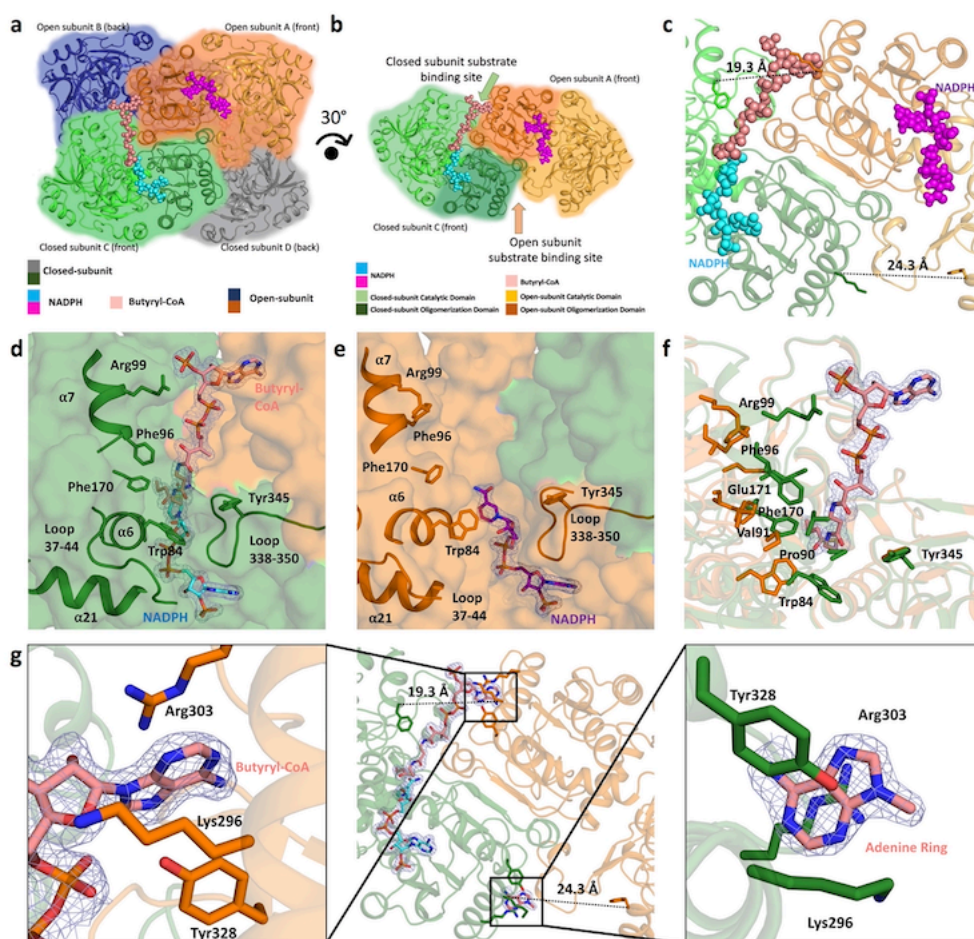 a
Open subunit B (back)
Open subunit A (front)
Closed subunit C (front)
Closed subunit D (back)
Closed-subunit
NADPH
Butyryl-CoA
Open-subunit
30°
b
Closed subunit substrate
binding site
Open subunit A (front)
Closed subunit C (front)
Open subunit
substrate binding site
NADPH
Butyryl-CoA
Closed-subunit Catalytic Domain
Open-subunit Catalytic Domain
Closed-subunit Oligomerization Domain
Open-subunit Oligomerization Domain
c
19.3 Å
NADPH
NADPH
24.3 Å
d
Arg99
α7
Butyryl-
CoA
Phe96
Phe170
Loop
37-44
α6
Trp84
Tyr345
Loop
338-350
α21
NADPH
e
α7
Arg99
Phe96
Phe170
α6
Tyr345
Trp84
Loop
338-350
Loop
37-44
α21
NADPH
f
Arg99
Phe96
Glu171
Phe170
Val91
Pro90
Tyr345
Trp84
g
Arg303
Butyryl-CoA
Lys296
Tyr328
19.3 Å
24.3 Å
Tyr328
Arg303
Adenine Ring
Lys296